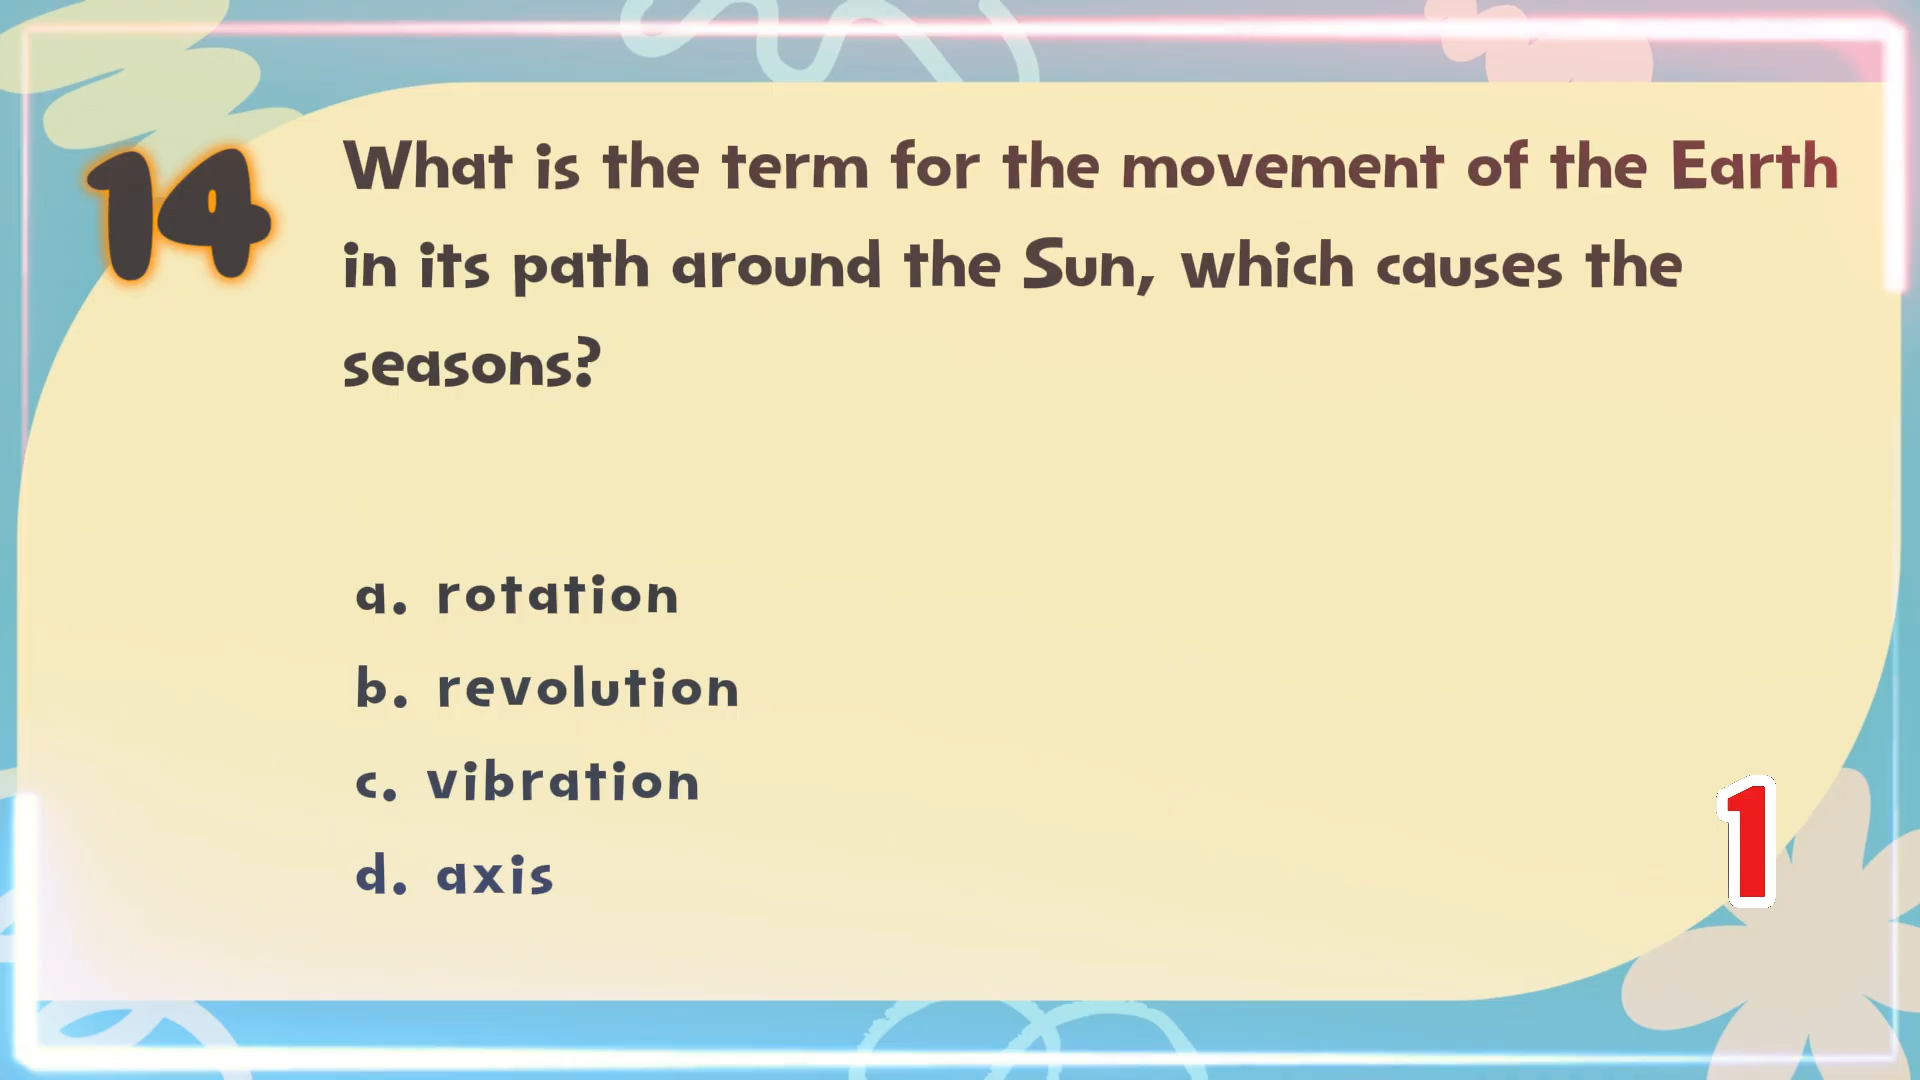 14
What is the term for the movement of the Earth
in its path around the Sun, which causes the
seasons?
a. rotation
b. revolution
c. vibration
d. axis
1